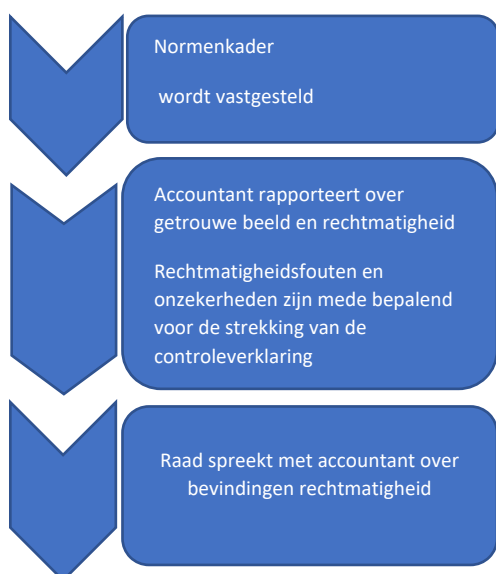 Normenkader
wordt vastgesteld
Accountant rapporteert over
getrouwe beeld en rechtmatigheid
Rechtmatigheidsfouten en
onzekerheden zijn mede bepalend
voor de strekking van de
controleverklaring
Raad spreekt met accountant over
bevindingen rechtmatigheid